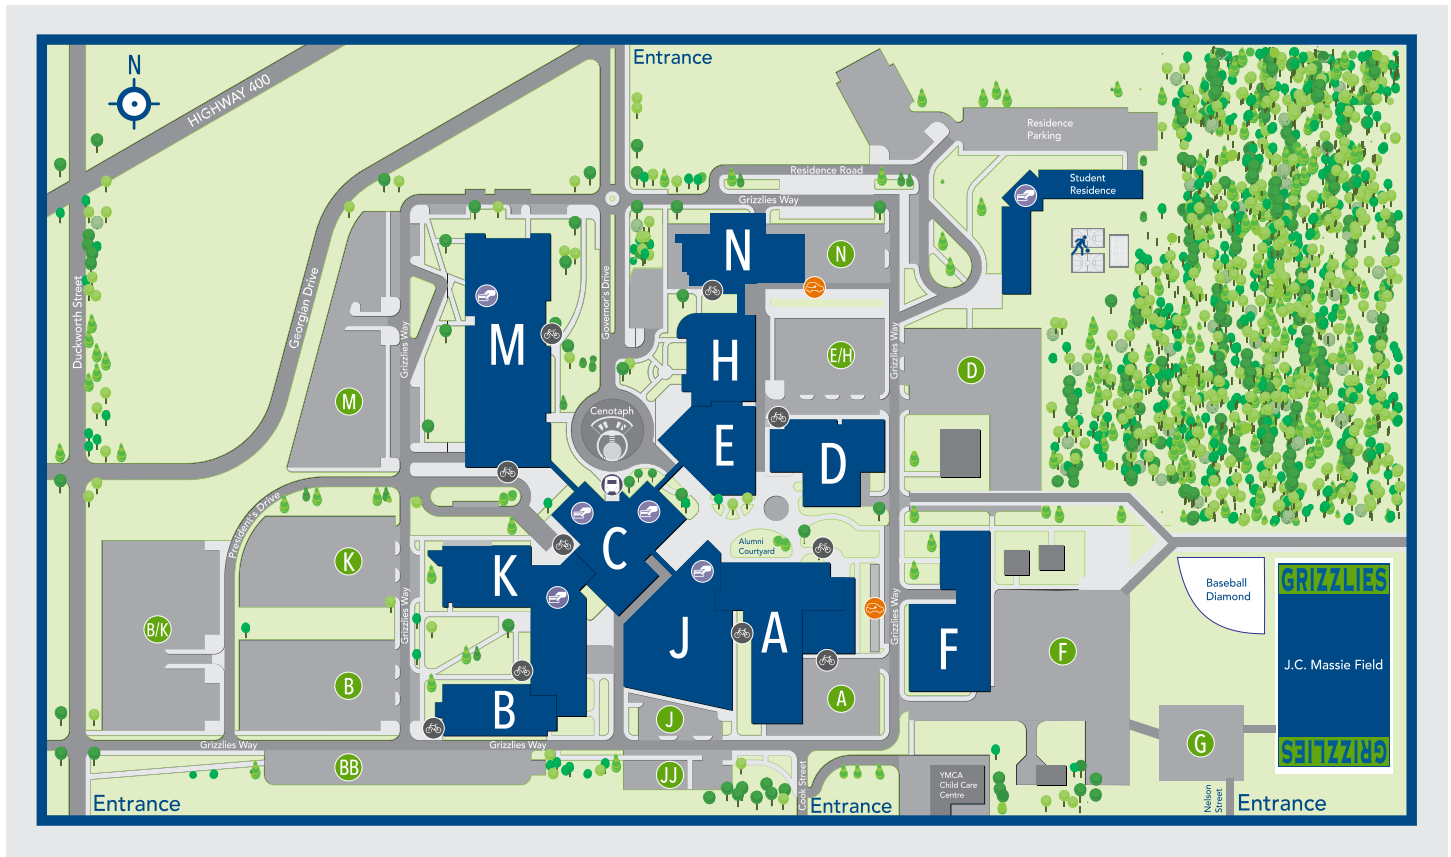 Entrance
N
HIGHWAY 400
Residence
Parking
Residence Road
Student
Residence
Grizzlies Way
N
N
Duckworth Street
Georgian Drive
Governor's Drive
Grizzlies Way
Grizzlies Way
M
H
E/H
D
M
Cenotaph
E
D
President's Drive
C
Alumni
Courtyard
K
K
Baseball
Diamond
GRIZZLIES
B/K
Grizzlies Way
Grizzlies Way
J
A
F
F
J.C. Massie Field
B
B
A
J
Grizzlies Way
Grizzlies Way
G
GRIZZLIES
BB
JJ
Cook Street
YMCA
Child Care
Centre
Nelson
Street
Entrance
Entrance
Entrance